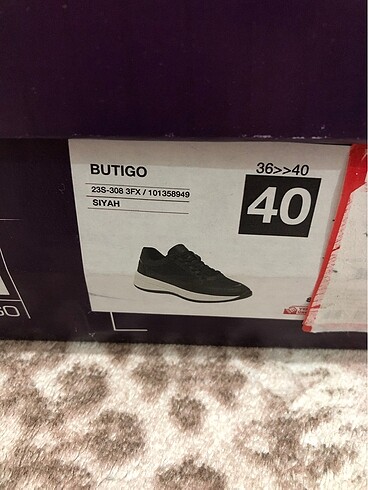 BUTIGO
36>>40
23S-308 3FX / 101358949
SIYAH
40